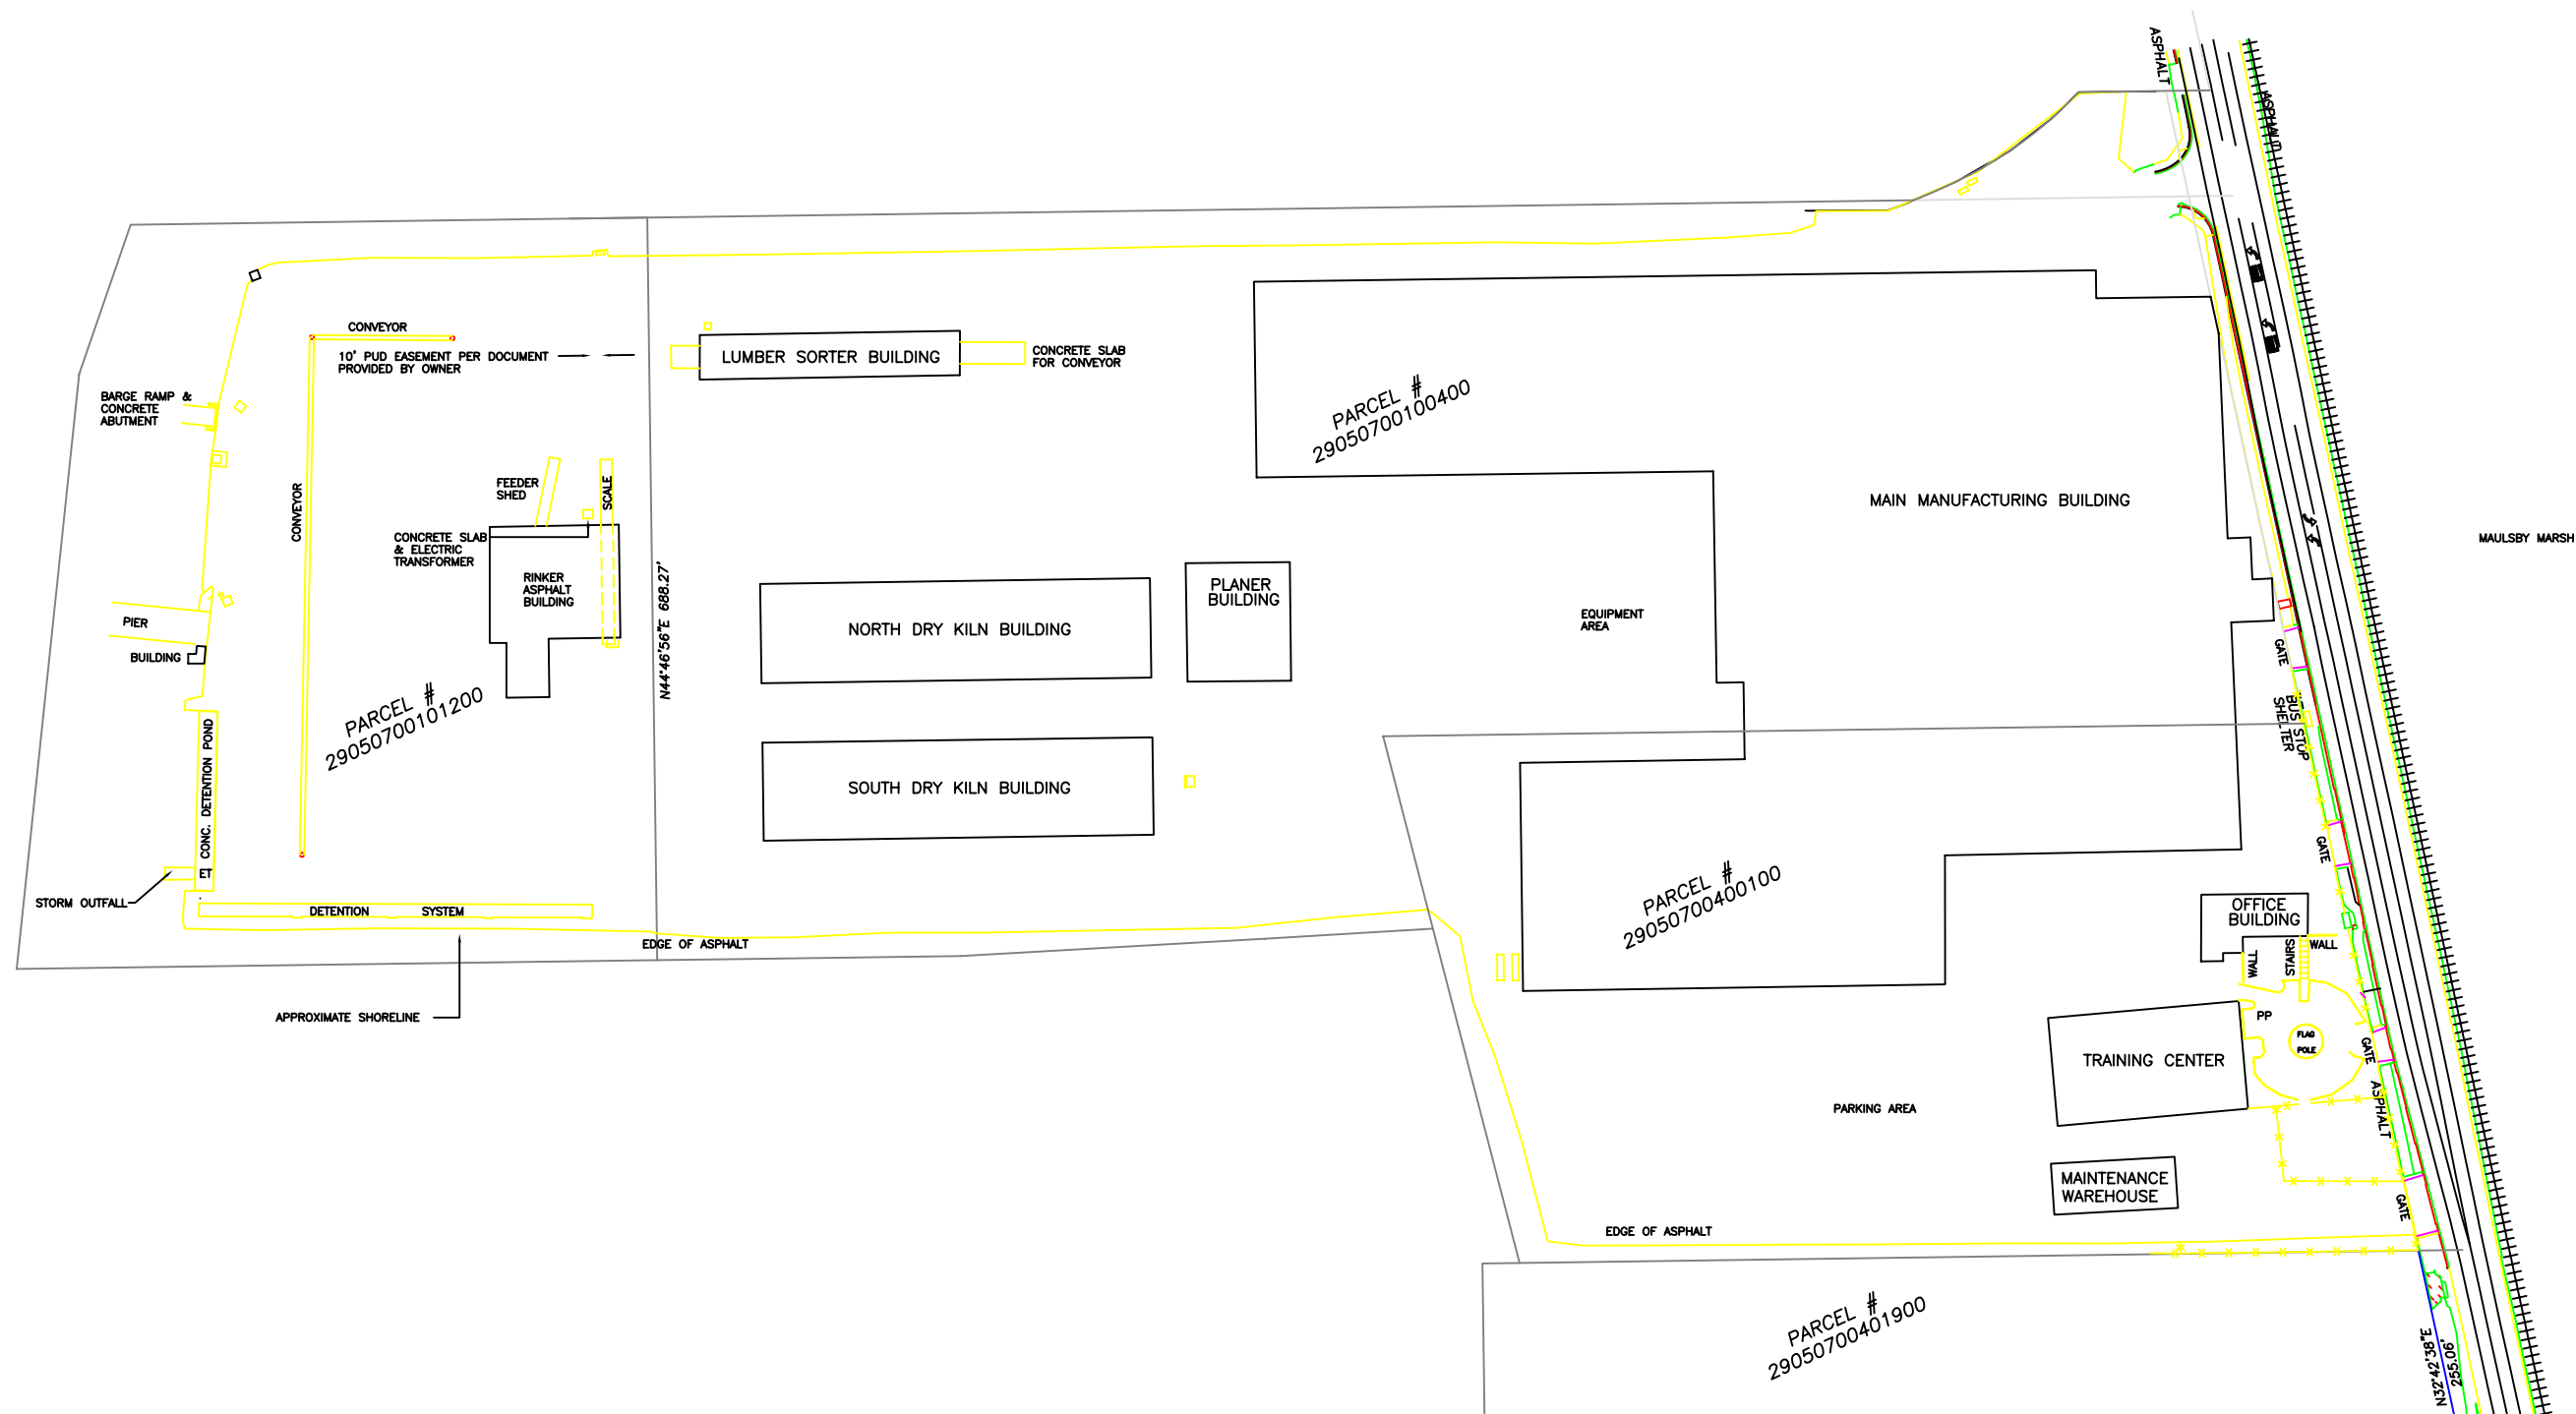 ASPHALT
ASPHALT
CONVEYOR
10' PUD EASEMENT PER DOCUMENT
PROVIDED BY OWNER
LUMBER SORTER BUILDING
CONCRETE SLAB
FOR CONVEYOR
BARGE RAMP &
CONCRETE
ABUTMENT
PARCEL #
29050700100400
FEEDER
SHED
SCALE
CONVEYOR
MAIN MANUFACTURING BUILDING
MAULSBY MARSH
CONCRETE SLAB
& ELECTRIC
TRANSFORMER
RINKER
ASPHALT
BUILDING
N44°46'56"E 688.27'
PLANER
BUILDING
PIER
NORTH DRY KILN BUILDING
EQUIPMENT
AREA
BUILDING
GATE
PARCEL #
29050700101200
BUS STOP
SHELTER
CONC. DETENTION POND
SOUTH DRY KILN BUILDING
GATE
ET
STORM OUTFALL
DETENTION SYSTEM
PARCEL #
29050700400100
OFFICE
BUILDING
EDGE OF ASPHALT
WALL
STAIRS
WALL
APPROXIMATE SHORELINE
PP
FLAG
POLE
GATE
TRAINING CENTER
PARKING AREA
ASPHALT
MAINTENANCE
WAREHOUSE
GATE
EDGE OF ASPHALT
PARCEL #
29050700401900
N32°42'38"E
255.06'